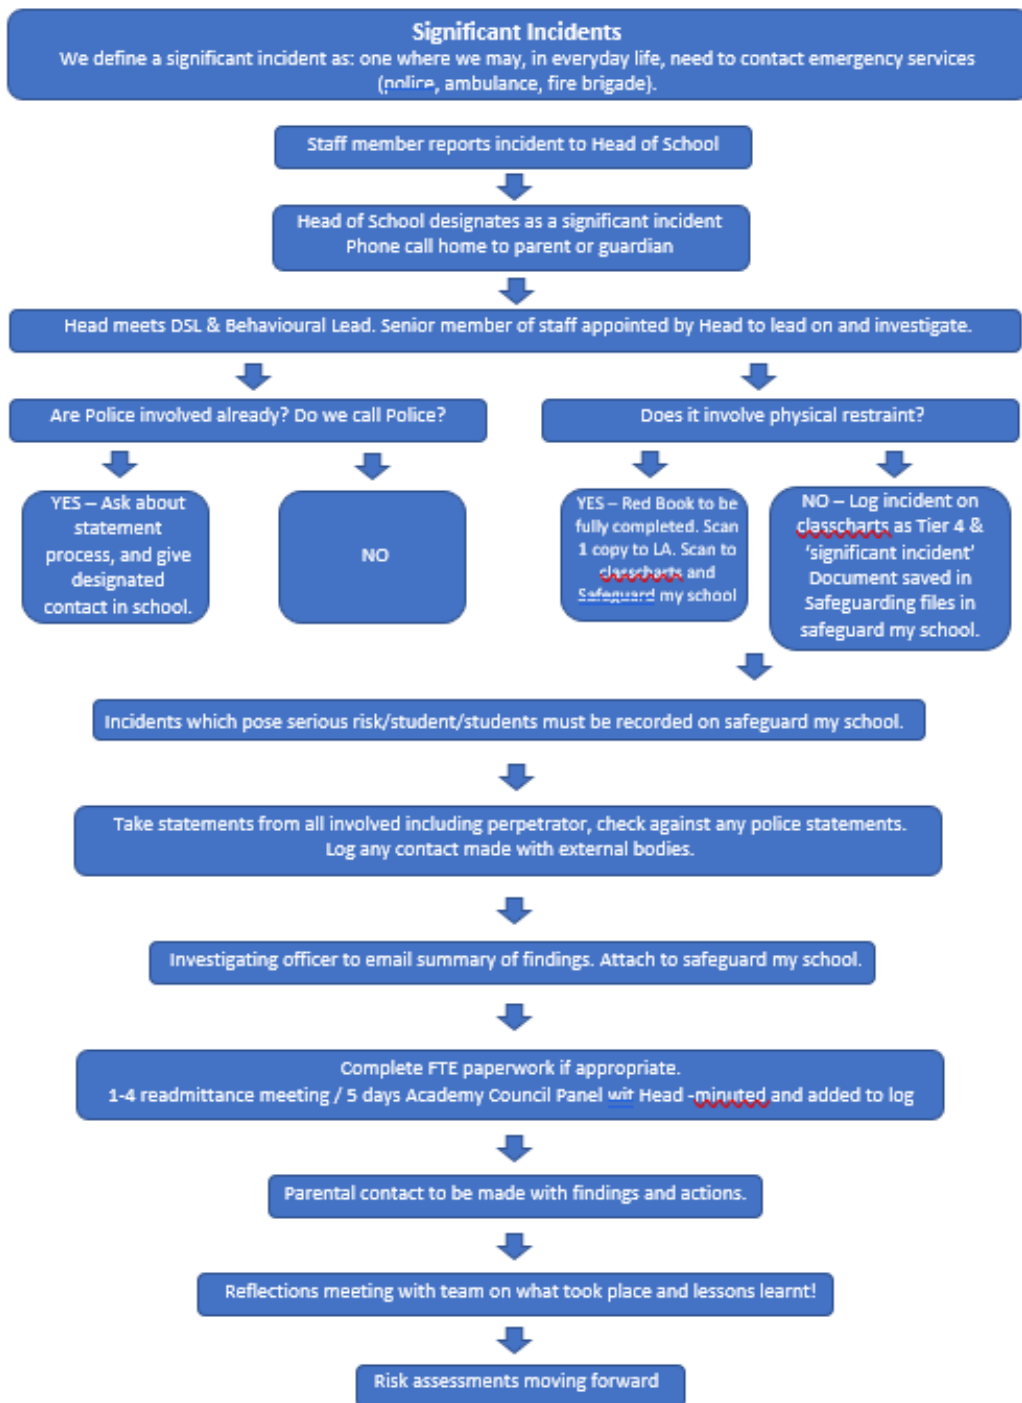 Significant Incidents
We define a significant incident as: one where we may, in everyday life, need to contact emergency services
(police, ambulance, fire brigade).
Staff member reports incident to Head of School
Head of School designates as a significant incident
Phone call home to parent or guardian
Head meets DSL & Behavioural Lead. Senior member of staff appointed by Head to lead on and investigate.
Are Police involved already? Do we call Police?
Does it involve physical restraint?
YES – Ask about
statement
process, and give
designated
contact in school.
NO
YES – Red Book to be
fully completed. Scan
1 copy to LA. Scan to
classcharts and
Safeguard my school
NO – Log incident on
classcharts as Tier 4 &
‘significant incident’
Document saved in
Safeguarding files in
safeguard my school.
Incidents which pose serious risk/student/students must be recorded on safeguard my school.
Take statements from all involved including perpetrator, check against any police statements.
Log any contact made with external bodies.
Investigating officer to email summary of findings. Attach to safeguard my school.
Complete FTE paperwork if appropriate.
1-4 readmittance meeting / 5 days Academy Council Panel wit Head -minuted and added to log
Parental contact to be made with findings and actions.
Reflections meeting with team on what took place and lessons learnt!
Risk assessments moving forward